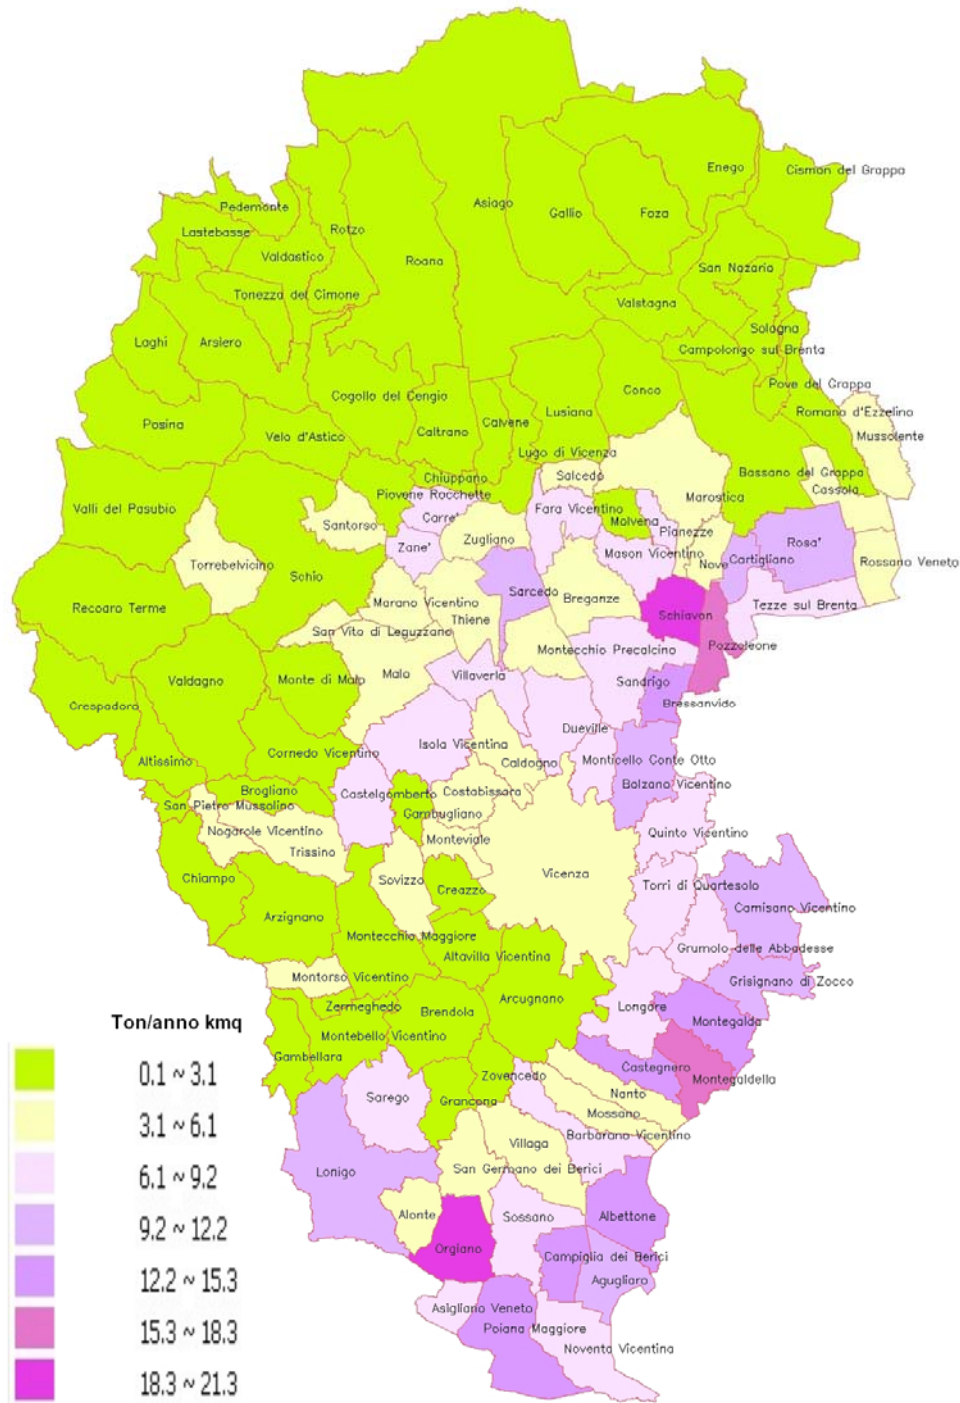 Enego
Cismon del Grappa
Pedemonte
Asiago
Gallio
Foza
Lastebasse
Rotzo
Valdastico
Roana
San Nazario
Tonezza del Cimone
Valstagna
Solagna
Laghi
Arsiero
Campolongo sul Brenta
Pove del Grappa
Cogollo del Cengio
Conco
Lusiana
Romano d'Ezzelino
Posina
Caltrano
Calvene
Velo d'Astico
Mussolente
Lugo di Vicenza
Chiuppano
Salcedo
Bassano del Grappa
Cassola
Piovene Rocchette
Marostica
Valli del Pasubio
Carre'
Fara Vicentino
Santorso
Molvena
Pianezze
Zane'
Zugliano
Rosa'
Mason Vicentino
Torrebelvicino
Nove
Cartigliano
Rossano Veneto
Schio
Sarcedo
Breganze
Recoaro Terme
Marano Vicentino
Tezze sul Brenta
Thiene
Schiavon
San Vito di Leguzzano
Pozzoleone
Montecchio Precalcino
Malo
Villaverla
Valdagno
Monte di Malo
Sandrigo
Crespadoro
Bressanvido
Dueville
Isola Vicentina
Cornedo Vicentino
Altissimo
Caldogno
Monticello Conte Otto
Bolzano Vicentino
Brogliano
Castelgomberto
Costabissara
San Pietro Mussolino
Gambugliano
Nogarole Vicentino
Quinto Vicentino
Monteviale
Trissino
Vicenza
Chiampo
Sovizzo
Creazzo
Torri di Quartesolo
Camisano Vicentino
Arzignano
Montecchio Maggiore
Grumolo delle Abbadesse
Altavilla Vicentina
Montorso Vicentino
Grisignano di Zocco
Arcugnano
Zermeghedo
Longare
Brendola
Montegalda
Ton/anno kmq
Montebello Vicentino
Gambellara
Castegnero
0.1 ~ 3.1
Zovencedo
Montegaldella
Sarego
Nanto
Grancona
Mossano
3.1 ~ 6.1
Barbarano Vicentino
Villaga
Lonigo
San Germano dei Berici
6.1 ~ 9.2
Alonte
Sossano
Albettone
9.2 ~ 12.2
Orgiano
Campiglia dei Berici
12.2 ~ 15.3
Agugliaro
Asigliano Veneto
Poiana Maggiore
15.3 ~ 18.3
Noventa Vicentina
18.3 ~ 21.3